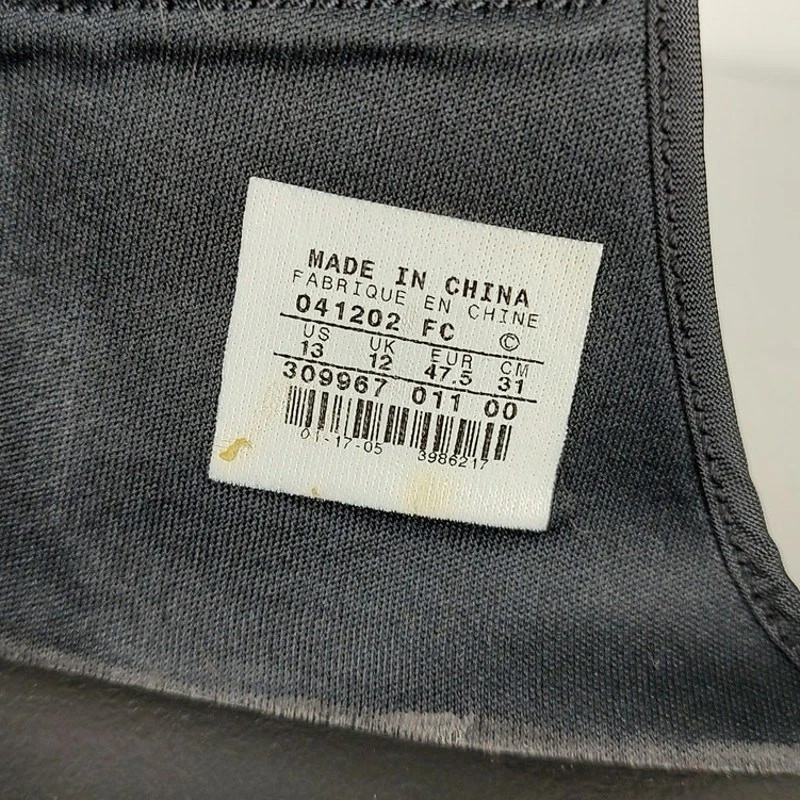 MADE IN CHINA
FABRIQUE EN CHINE
041202 FC ©
US UK EUR CM
13 12 47.5 31
309967 011 00
01-17-05 3986217